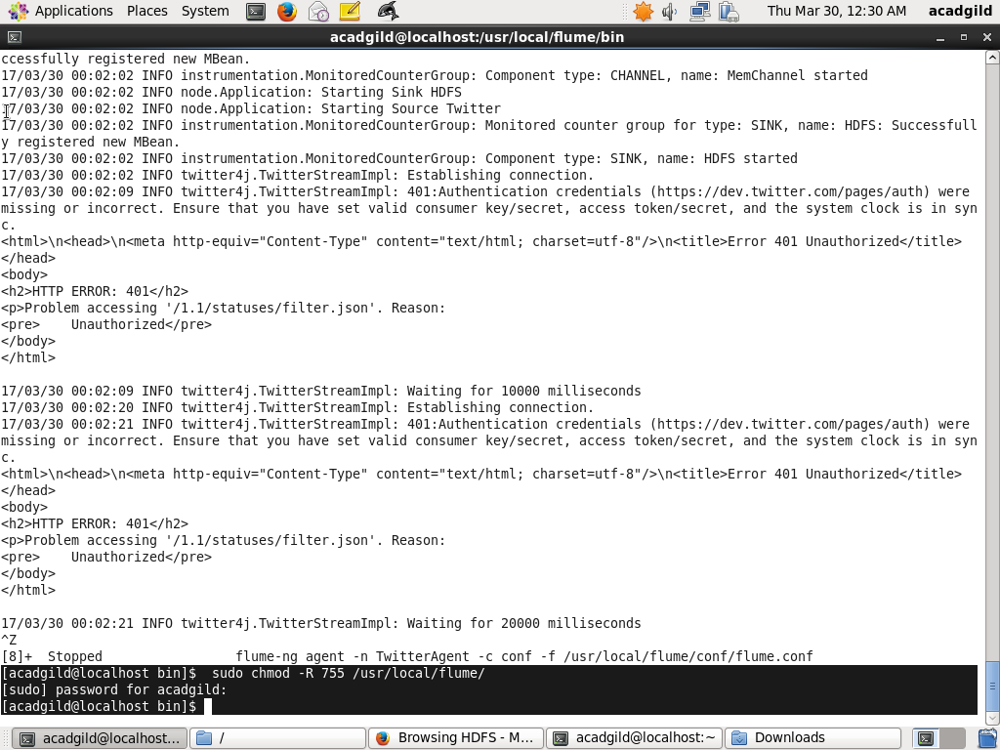 Applications Places System Thu Mar 30, 12:30 AM acadgild
acadgild@localhost:/usr/local/flume/bin
ccessfully registered new MBean.
17/03/30 00:02:02 INFO instrumentation.MonitoredCounterGroup: Component type: CHANNEL, name: MemChannel started
17/03/30 00:02:02 INFO node.Application: Starting Sink HDFS
17/03/30 00:02:02 INFO node.Application: Starting Source Twitter
17/03/30 00:02:02 INFO instrumentation.MonitoredCounterGroup: Monitored counter group for type: SINK, name: HDFS: Successfull
y registered new MBean.
17/03/30 00:02:02 INFO instrumentation.MonitoredCounterGroup: Component type: SINK, name: HDFS started
17/03/30 00:02:02 INFO twitter4j.TwitterStreamImpl: Establishing connection.
17/03/30 00:02:09 INFO twitter4j.TwitterStreamImpl: 401:Authentication credentials (https://dev.twitter.com/pages/auth) were
missing or incorrect. Ensure that you have set valid consumer key/secret, access token/secret, and the system clock is in syn
c.
<html>\n<head>\n<meta http-equiv="Content-Type" content="text/html; charset=utf-8"/>\n<title>Error 401 Unauthorized</title>
</head>
<body>
<h2>HTTP ERROR: 401</h2>
<p>Problem accessing '/1.1/statuses/filter.json'. Reason:
<pre>    Unauthorized</pre>
</body>
</html>
17/03/30 00:02:09 INFO twitter4j.TwitterStreamImpl: Waiting for 10000 milliseconds
17/03/30 00:02:20 INFO twitter4j.TwitterStreamImpl: Establishing connection.
17/03/30 00:02:21 INFO twitter4j.TwitterStreamImpl: 401:Authentication credentials (https://dev.twitter.com/pages/auth) were
missing or incorrect. Ensure that you have set valid consumer key/secret, access token/secret, and the system clock is in syn
c.
<html>\n<head>\n<meta http-equiv="Content-Type" content="text/html; charset=utf-8"/>\n<title>Error 401 Unauthorized</title>
</head>
<body>
<h2>HTTP ERROR: 401</h2>
<p>Problem accessing '/1.1/statuses/filter.json'. Reason:
<pre>    Unauthorized</pre>
</body>
</html>
17/03/30 00:02:21 INFO twitter4j.TwitterStreamImpl: Waiting for 20000 milliseconds
^Z
[8]+  Stopped                 flume-ng agent -n TwitterAgent -c conf -f /usr/local/flume/conf/flume.conf
[acadgild@localhost bin]$  sudo chmod -R 755 /usr/local/flume/
[sudo] password for acadgild:
[acadgild@localhost bin]$
acadgild@localhost... / Browsing HDFS - M... acadgild@localhost:~ Downloads